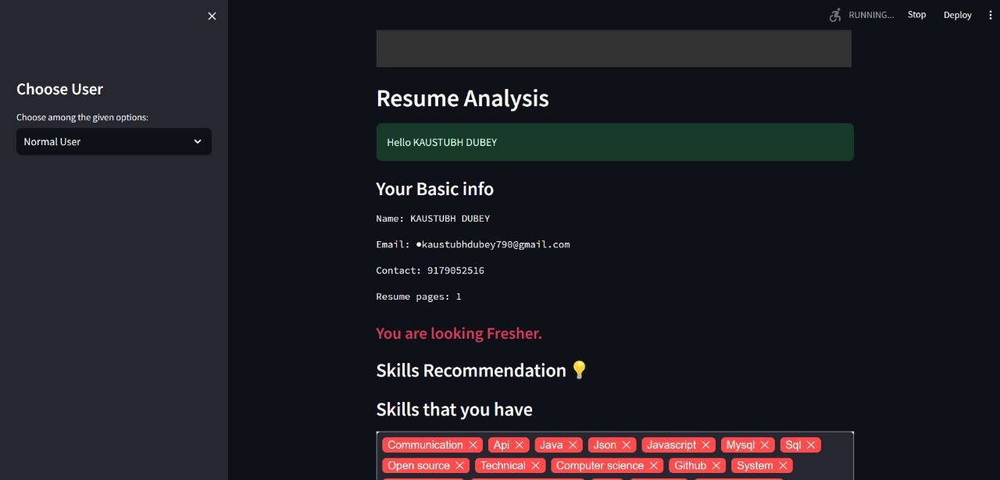 RUNNING...
Stop
Deploy
Choose User
Choose among the given options:
Normal User
Resume Analysis
Hello KAUSTUBH DUBEY
Your Basic info
Name: KAUSTUBH DUBEY
Email: ●kaustubhdubey790@gmail.com
Contact: 9179052516
Resume pages: 1
You are looking Fresher.
Skills Recommendation 💡
Skills that you have
Communication Api Java Json Javascript Mysql Sql
Open source Technical Computer science Github System